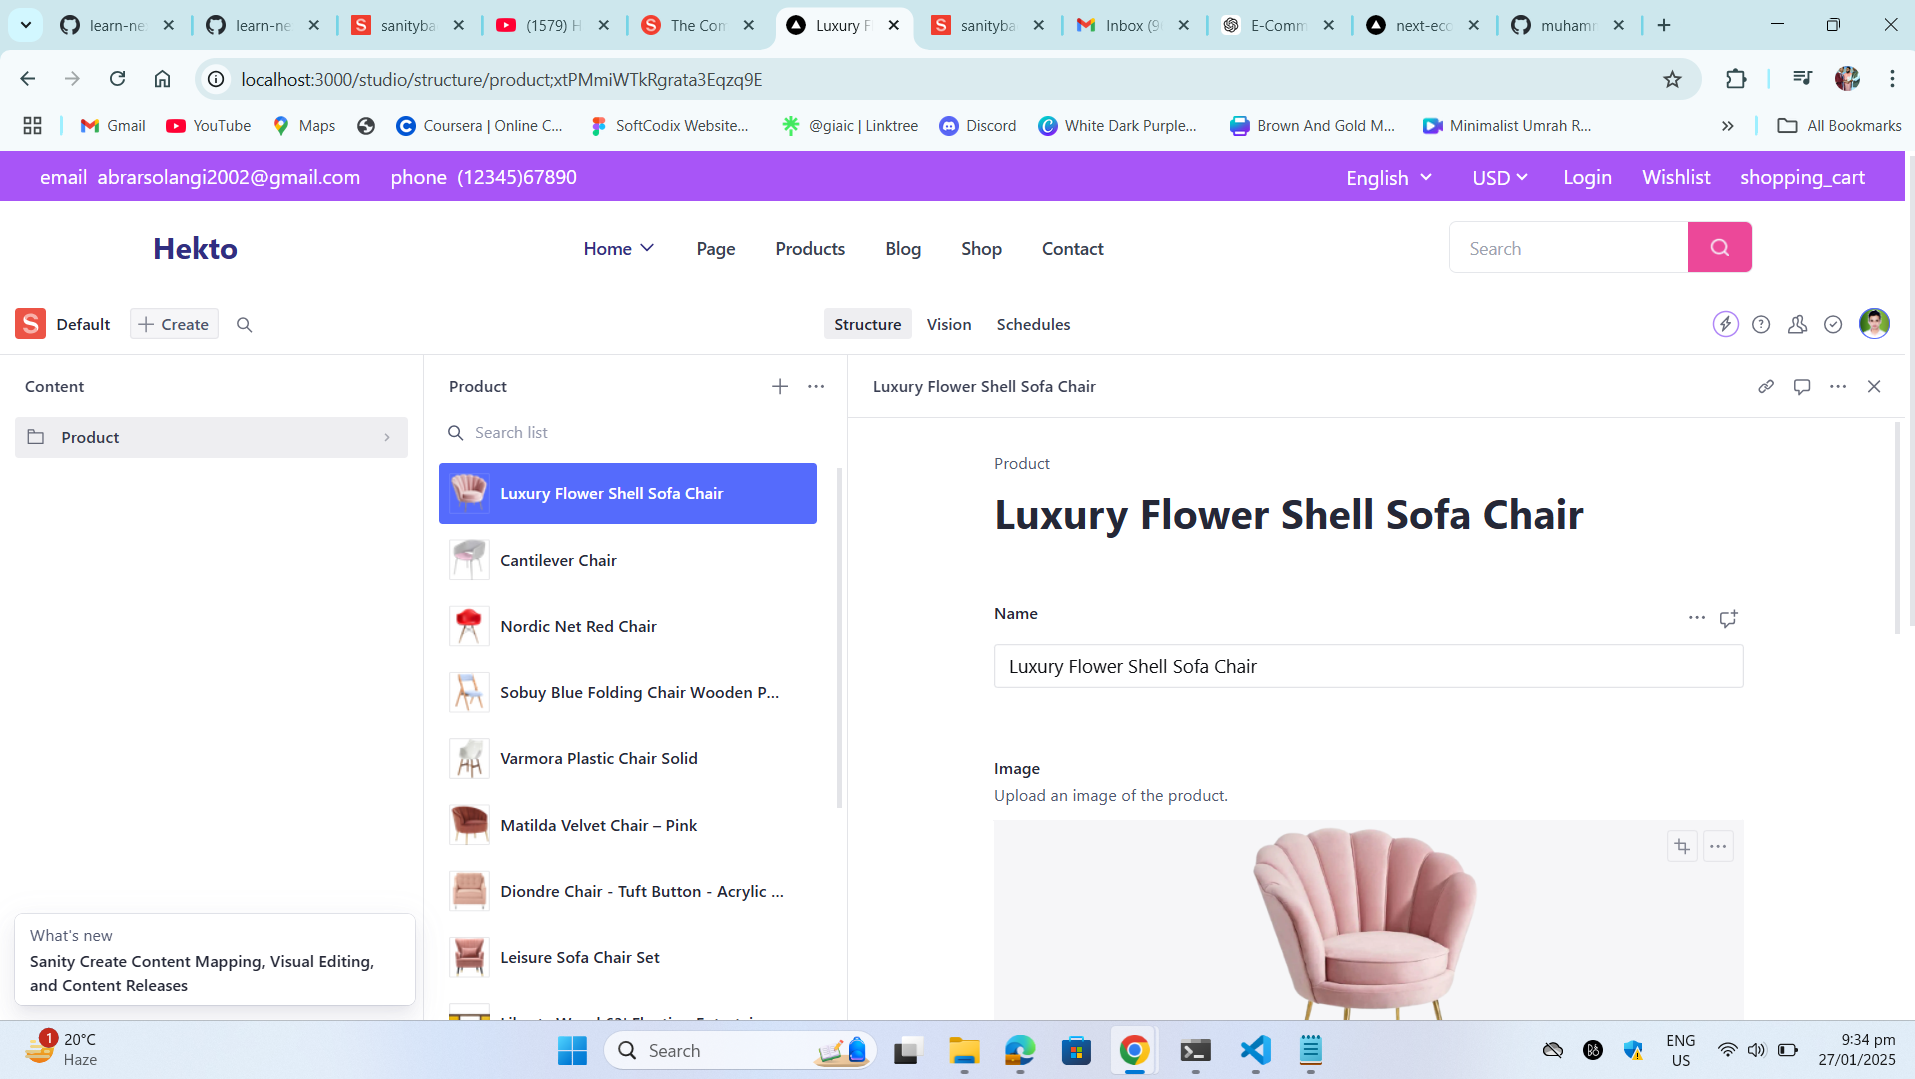 learn-ne
learn-ne
sanityba
(1579) H
The Com
Luxury F
sanityba
Inbox (9
E-Comm
next-ecc
muhamm
localhost:3000/studio/structure/product;xtPMmiWTkRgrata3Eqzq9E
Gmail
YouTube
Maps
Coursera | Online C...
SoftCodix Website...
@giaic | Linktree
Discord
White Dark Purple...
Brown And Gold M...
Minimalist Umrah R...
All Bookmarks
email abrarsolangi2002@gmail.com phone (12345)67890
English
USD
Login
Wishlist
shopping_cart
Hekto
Home
Page
Products
Blog
Shop
Contact
Search
S Default
Create
Structure
Vision
Schedules
Content
Product
Product
Search list
Luxury Flower Shell Sofa Chair
Cantilever Chair
Nordic Net Red Chair
Sobuy Blue Folding Chair Wooden P...
Varmora Plastic Chair Solid
Matilda Velvet Chair – Pink
Diondre Chair - Tuft Button - Acrylic ...
Leisure Sofa Chair Set
Luxury Flower Shell Sofa Chair
Product
Luxury Flower Shell Sofa Chair
Name
Luxury Flower Shell Sofa Chair
Image
Upload an image of the product.
What's new
Sanity Create Content Mapping, Visual Editing,
and Content Releases
1
20°C
Haze
Search
ENG
US
9:34 pm
27/01/2025